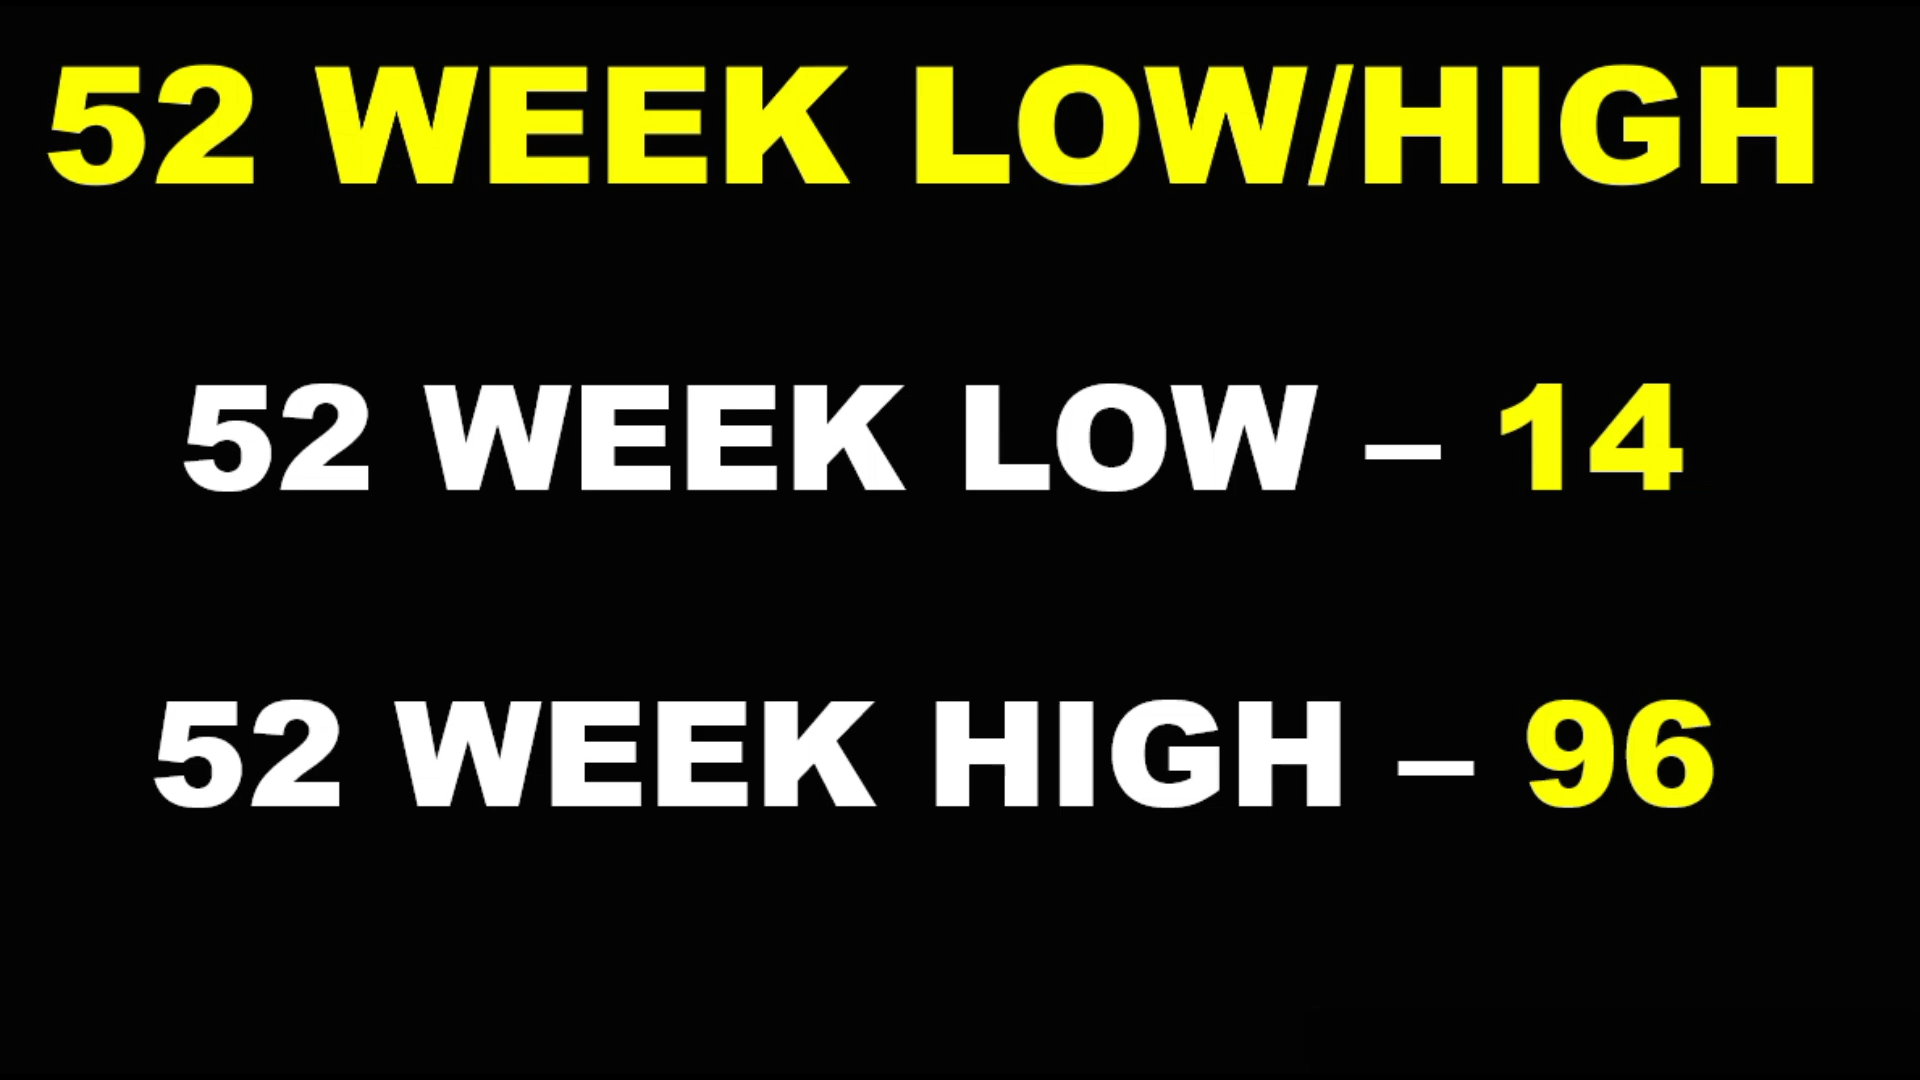 52 WEEK LOW/HIGH
52 WEEK LOW – 14
52 WEEK HIGH – 96